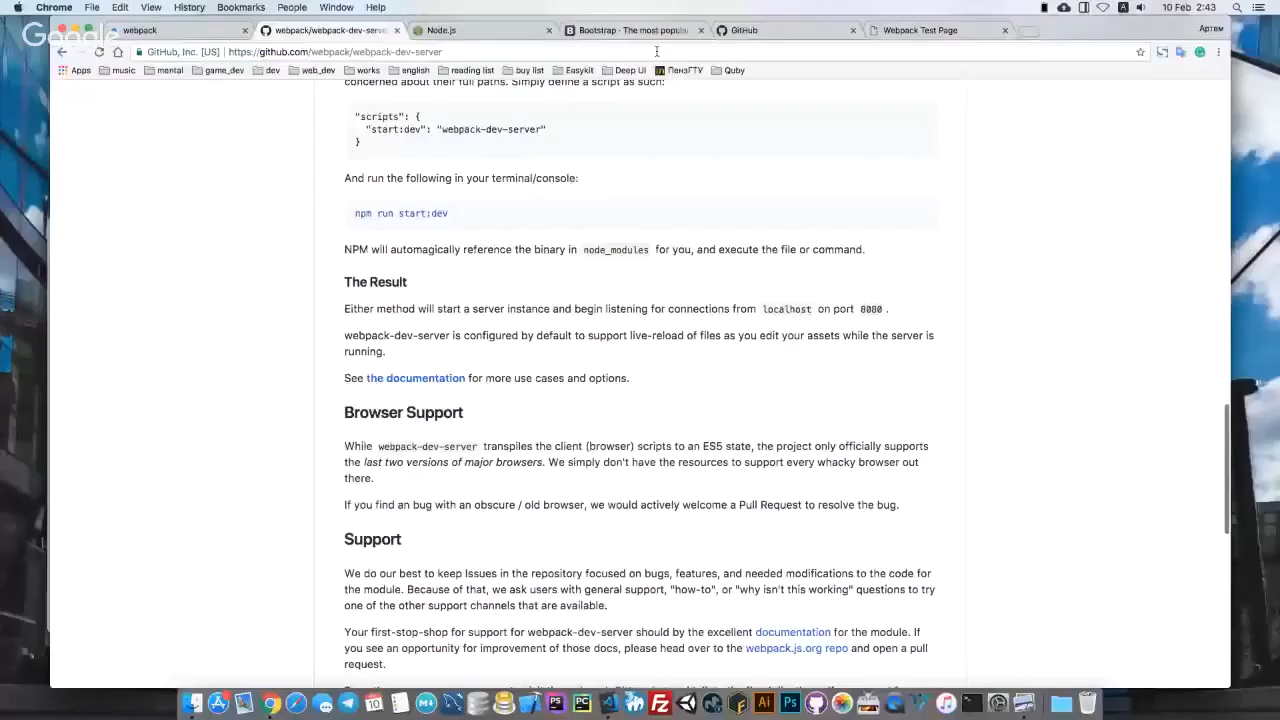 Chrome File Edit View History Bookmarks People Window Help
10 Feb 2:43
Google
webpack
webpack/webpack-dev-serve
Node.js
Bootstrap · The most popula
GitHub
Webpack Test Page
Артем
GitHub, Inc. [US] https://github.com/webpack/webpack-dev-server
Apps music mental game_dev dev web_dev works english reading list buy list Easykit Deep UI ПензГТУ Quby
concerned about their full paths. Simply define a script as such:
"scripts": {
"start:dev": "webpack-dev-server"
}
And run the following in your terminal/console:
npm run start:dev
NPM will automagically reference the binary in node_modules for you, and execute the file or command.
The Result
Either method will start a server instance and begin listening for connections from localhost on port 8080 .
webpack-dev-server is configured by default to support live-reload of files as you edit your assets while the server is
running.
See the documentation for more use cases and options.
Browser Support
While webpack-dev-server transpiles the client (browser) scripts to an ES5 state, the project only officially supports
the last two versions of major browsers. We simply don't have the resources to support every whacky browser out
there.
If you find an bug with an obscure / old browser, we would actively welcome a Pull Request to resolve the bug.
Support
We do our best to keep Issues in the repository focused on bugs, features, and needed modifications to the code for
the module. Because of that, we ask users with general support, "how-to", or "why isn't this working" questions to try
one of the other support channels that are available.
Your first-stop-shop for support for webpack-dev-server should by the excellent documentation for the module. If
you see an opportunity for improvement of those docs, please head over to the webpack.js.org repo and open a pull
request.